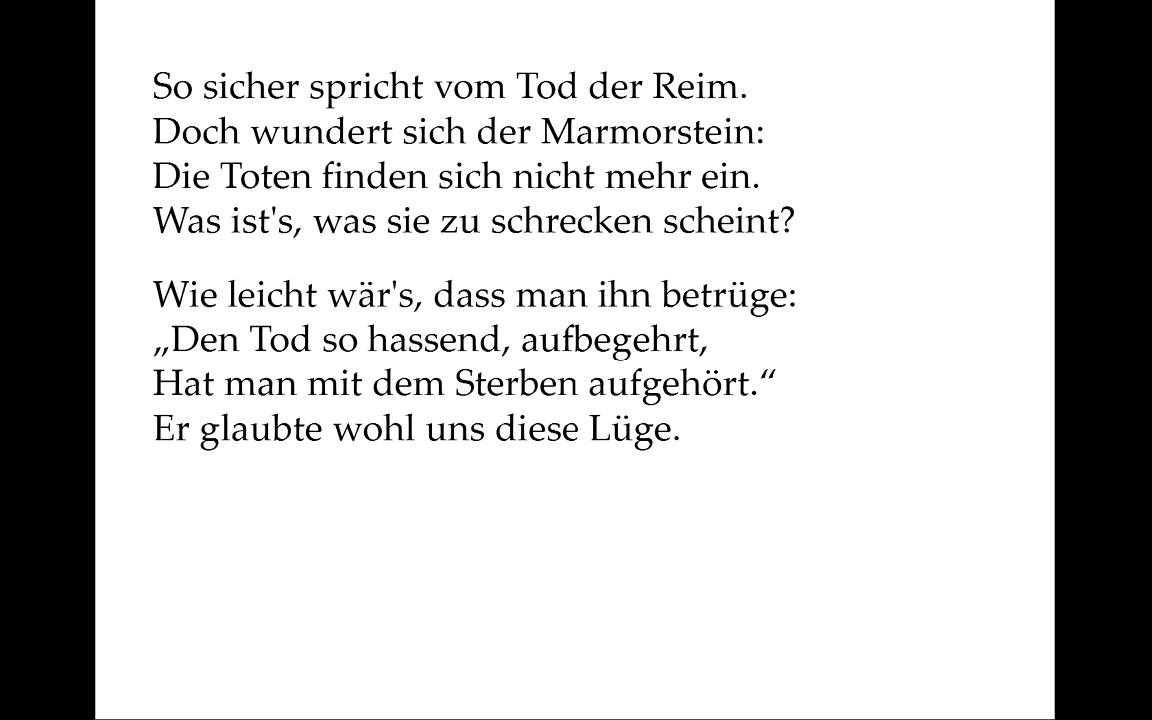 So sicher spricht vom Tod der Reim.
Doch wundert sich der Marmorstein:
Die Toten finden sich nicht mehr ein.
Was ist's, was sie zu schrecken scheint?
Wie leicht wär's, dass man ihn betrüge:
„Den Tod so hassend, aufbegehrt,
Hat man mit dem Sterben aufgehört.“
Er glaubte wohl uns diese Lüge.